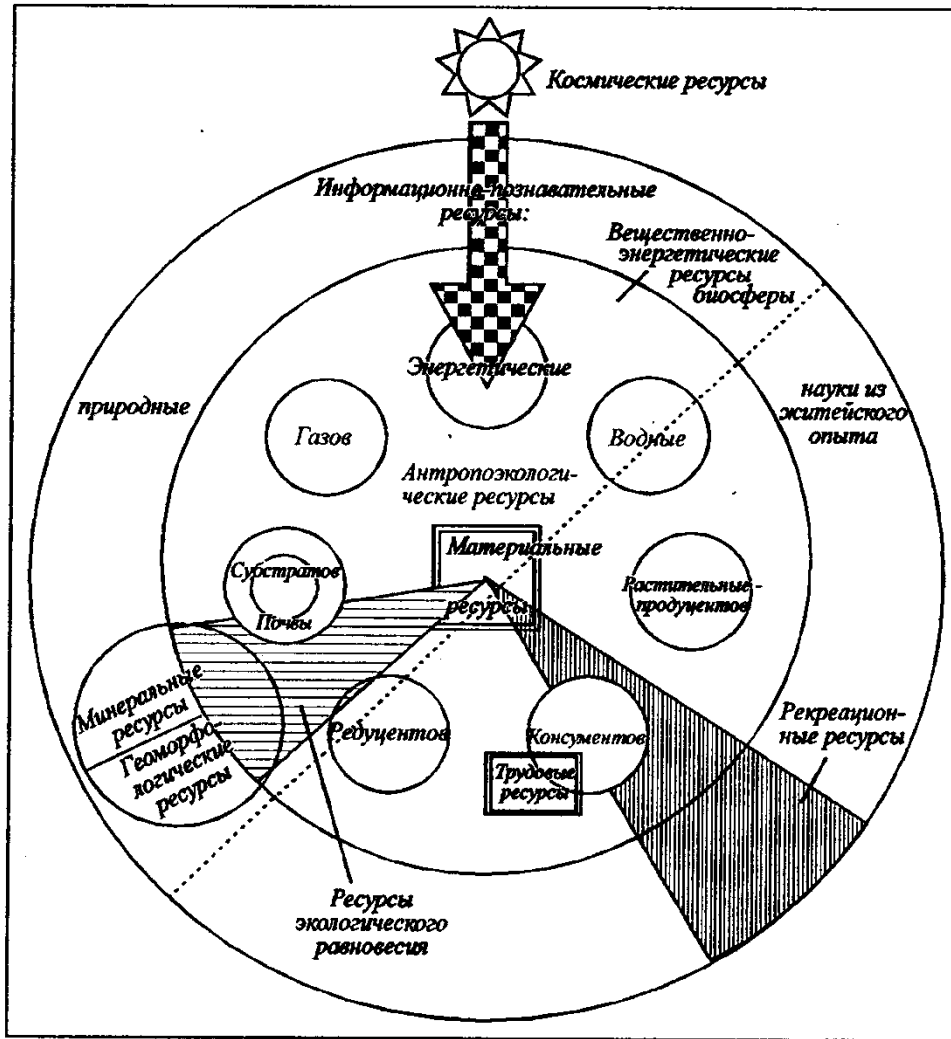 Космические ресурсы
Информационно-познавательные
ресурсы:
Вещественно-
энергетические
ресурсы
биосферы
Энергетические
природные
науки из
житейского
опыта
Газов
Водные
Антропоэкологи-
ческие ресурсы
Материальные
ресурсы
Субстратов
Почвы
Растительные -
продуцентов
Минеральные
ресурсы
Геоморфо-
логические
ресурсы
Редуцентов
Консументов
Трудовые
ресурсы
Рекреацион-
ные ресурсы
Ресурсы
экологического
равновесия